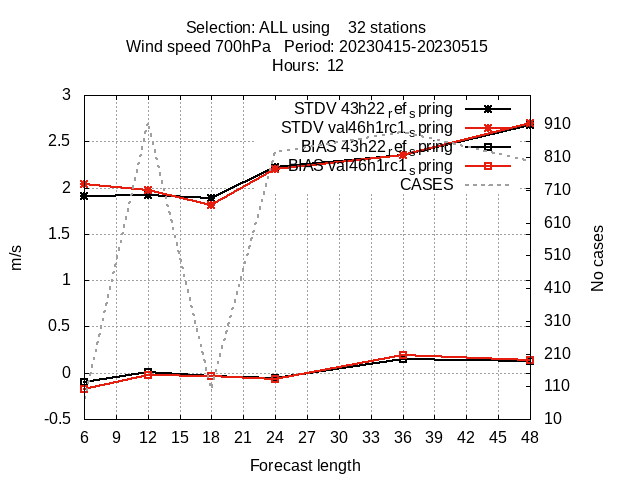 Selection: ALL using 32 stations
Wind speed 700hPa Period: 20230415-20230515
Hours: 12
STDV 43h22_ref_spring
STDV val46h1rc1_spring
BIAS 43h22_ref_spring
BIAS val46h1rc1_spring
CASES
3
2.5
2
1.5
1
0.5
0
-0.5
m/s
910
810
710
610
510
410
310
210
110
10
No cases
6 9 12 15 18 21 24 27 30 33 36 39 42 45 48
Forecast length